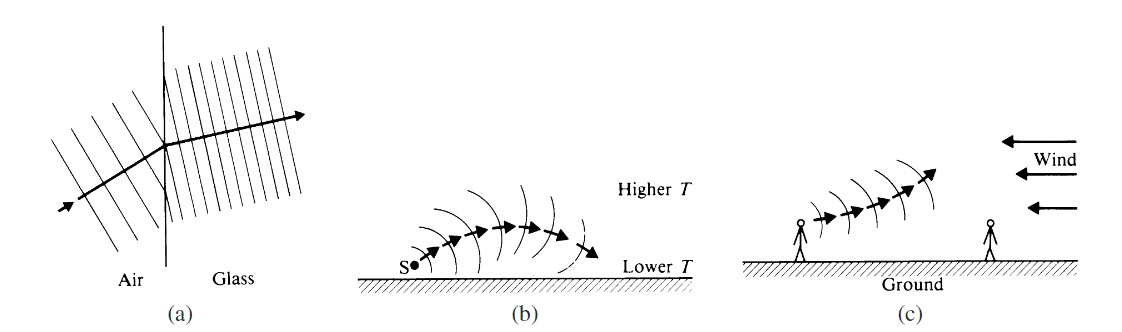 Air
Glass
(a)
Higher T
S
Lower T
(b)
Wind
Ground
(c)